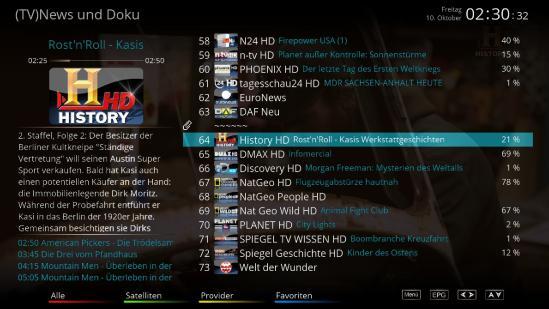 (TV)News und Doku
Freitag
10. Oktober
02:30:32
Rost'n'Roll - Kasis
02:25
02:50
H HD
HISTORY
2. Staffel, Folge 2: Der Besitzer der
Berliner Kultkneipe "Ständige
Vertretung" will seinen Austin Super
Sport verkaufen. Bald hat Kasi auch
einen potentiellen Käufer an der Hand:
die Immobilienlegende Dirk Moritz.
Während der Probefahrt entführt er
Kasi in das Berlin der 1920er Jahre.
Gemeinsam besichtigen sie Dirks
02:50 American Pickers - Die Trödelsam
03:45 Die Drei vom Pfandhaus
04:15 Mountain Men - Überleben in der
05:05 Mountain Men - Überleben in der
58 N24 HD Firepower USA (1) 40 %
59 n-tv HD Planet außer Kontrolle: Sonnenstürme 15 %
60 PHOENIX HD Der letzte Tag des Ersten Weltkriegs 30 %
61 tagesschau24 HD MDR SACHSEN-ANHALT HEUTE 1 %
62 EuroNews
63 DAF Neu
~~~~~~
64 History HD Rost'n'Roll - Kasis Werkstattgeschichten 21 %
65 DMAX HD Infomercial 69 %
66 Discovery HD Morgan Freeman: Mysterien des Weltalls 1 %
67 NatGeo HD Flugzeugabstürze hautnah 78 %
68 NatGeo People HD
69 Nat Geo Wild HD Animal Fight Club 67 %
70 PLANET HD City Lights 2 %
71 SPIEGEL TV WISSEN HD Boombranche Kreuzfahrt 1 %
72 Spiegel Geschichte HD Kinder des Ostens 12 %
73 Welt der Wunder
Alle
Satelliten
Provider
Favoriten
Menü
EPG